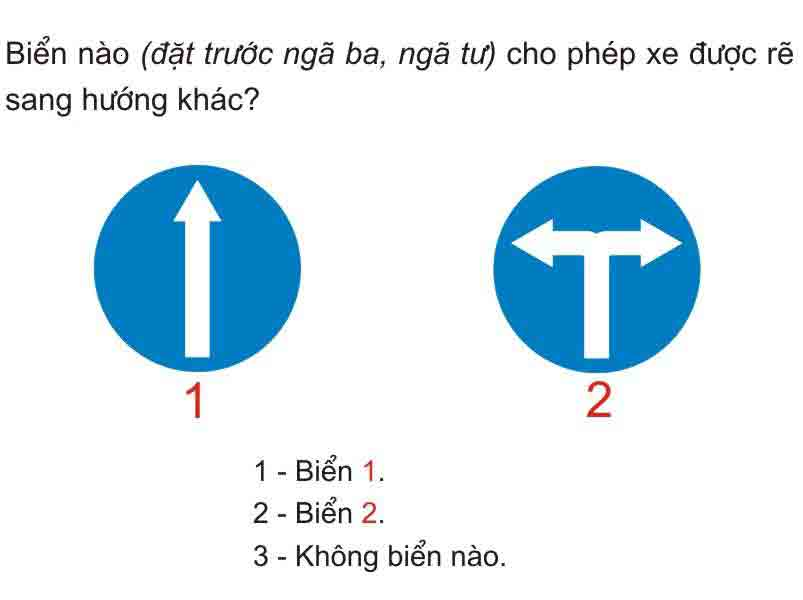 Biển nào (đặt trước ngã ba, ngã tư) cho phép xe được rẽ
sang hướng khác?
1
2
1 - Biển 1.
2 - Biển 2.
3 - Không biển nào.